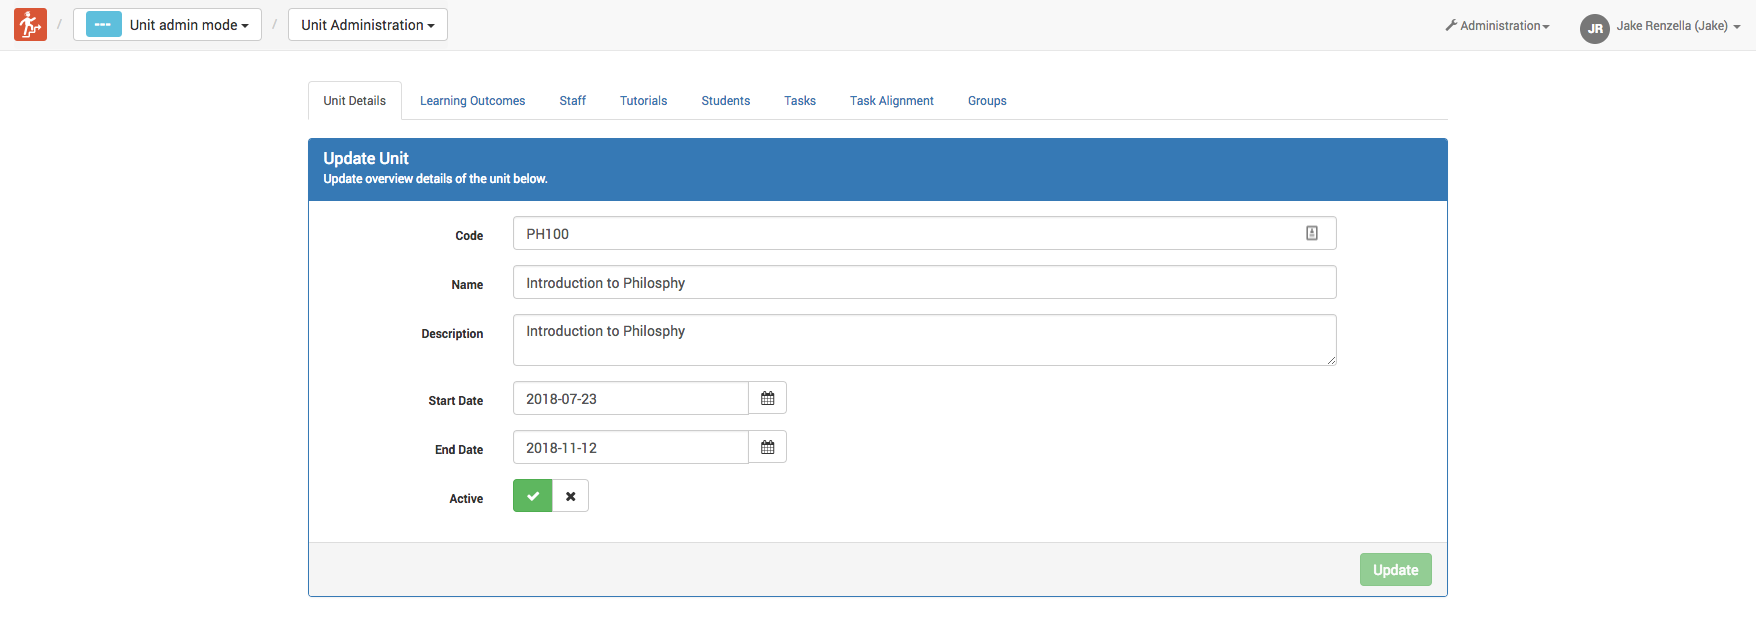 --- Unit admin mode
Unit Administration
Administration
JR Jake Renzella (Jake)
Unit Details Learning Outcomes Staff Tutorials Students Tasks Task Alignment Groups
Update Unit
Update overview details of the unit below.
Code PH100
Name Introduction to Philosphy
Description Introduction to Philosphy
Start Date 2018-07-23
End Date 2018-11-12
Active
Update